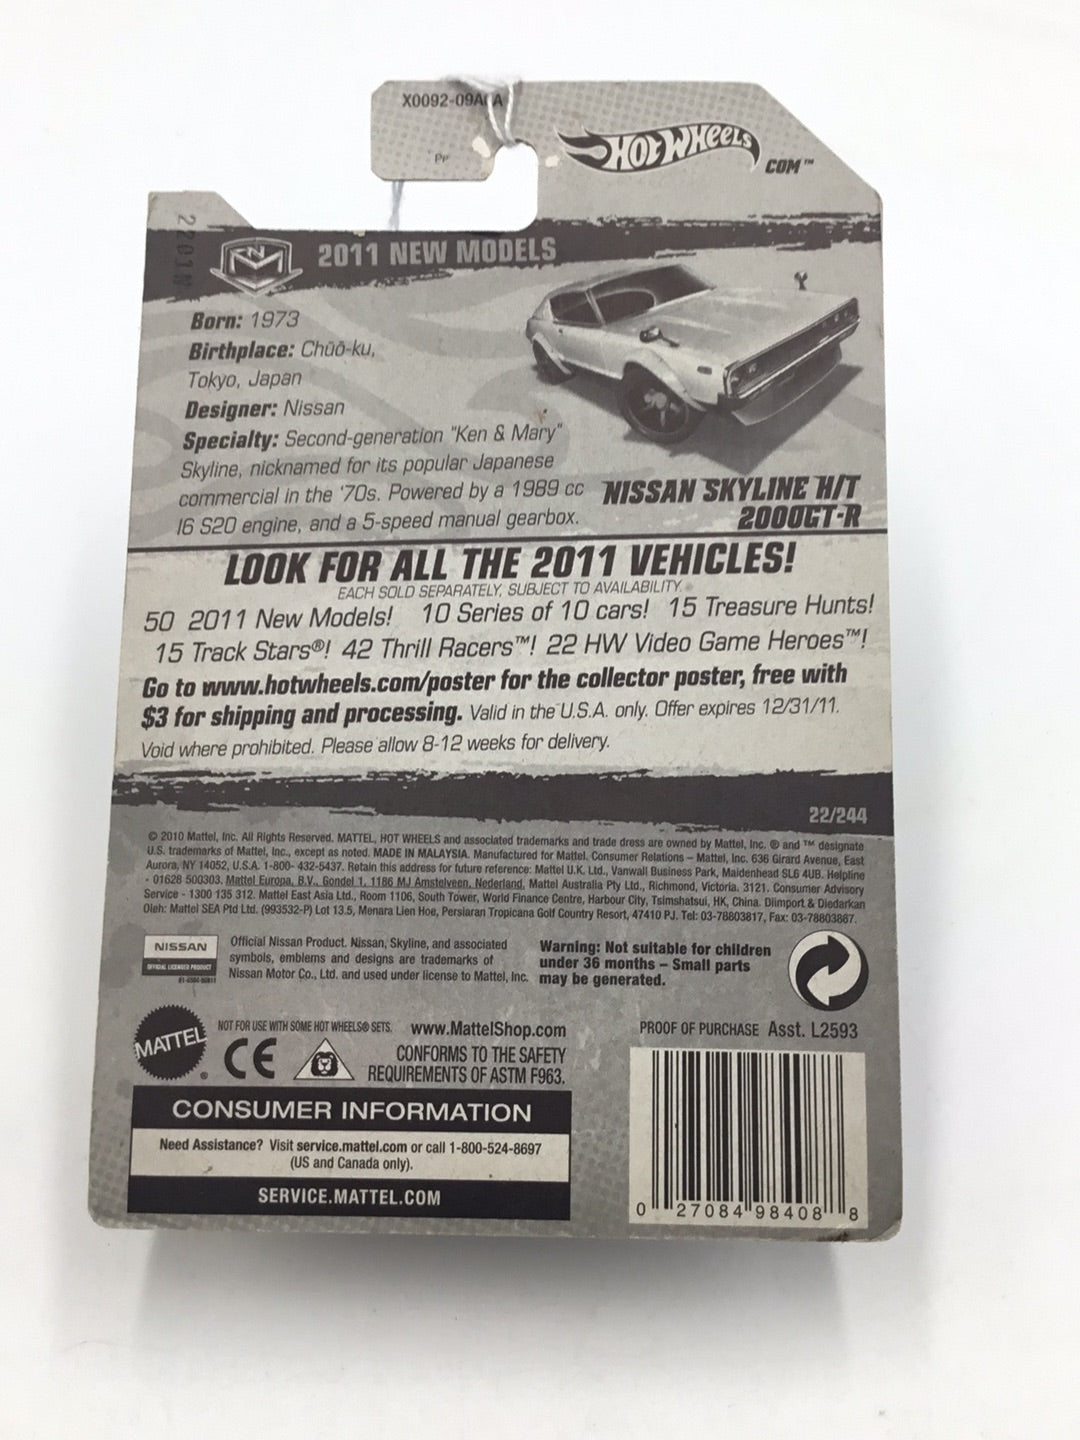 X0092-09A
HOT WHEELS
.COM™
2011 NEW MODELS
Born: 1973
Birthplace: Chūō-ku,
Tokyo, Japan
Designer: Nissan
Specialty: Second-generation "Ken & Mary"
Skyline, nicknamed for its popular Japanese
commercial in the '70s. Powered by a 1989 cc
I6 S20 engine, and a 5-speed manual gearbox.
NISSAN SKYLINE H/T
2000GT-R
LOOK FOR ALL THE 2011 VEHICLES!
EACH SOLD SEPARATELY, SUBJECT TO AVAILABILITY.
50 2011 New Models! 10 Series of 10 cars! 15 Treasure Hunts!
15 Track Stars®! 42 Thrill Racers™! 22 HW Video Game Heroes™!
Go to www.hotwheels.com/poster for the collector poster, free with
$3 for shipping and processing. Valid in the U.S.A. only. Offer expires 12/31/11.
Void where prohibited. Please allow 8-12 weeks for delivery.
22/244
© 2010 Mattel, Inc. All Rights Reserved. MATTEL, HOT WHEELS and associated trademarks and trade dress are owned by Mattel, Inc. ® and ™ designate
U.S. trademarks of Mattel, Inc., except as noted. MADE IN MALAYSIA. Manufactured for Mattel. Consumer Relations – Mattel, Inc. 636 Girard Avenue, East
Aurora, NY 14052, U.S.A. 1-800- 432-5437. Retain this address for future reference: Mattel U.K. Ltd., Vanwall Business Park, Maidenhead SL6 4UB. Helpline
- 01628 500303. Mattel Europa, B.V., Gondel 1, 1186 MJ Amstelveen, Nederland. Mattel Australia Pty Ltd., Richmond, Victoria. 3121. Consumer Advisory
Service - 1300 135 312. Mattel East Asia Ltd., Room 1106, South Tower, World Finance Centre, Harbour City, Tsimshatsui, HK, China. Diimport & Diedarkan
Oleh: Mattel SEA Ptd Ltd. (993532-P) Lot 13.5, Menara Lien Hoe, Persiaran Tropicana Golf Country Resort, 47410 PJ. Tel: 03-78803817, Fax: 03-78803867.
NISSAN
OFFICIAL LICENSED PRODUCT
Official Nissan Product. Nissan, Skyline, and associated
symbols, emblems and designs are trademarks of
Nissan Motor Co., Ltd. and used under license to Mattel, Inc.
Warning: Not suitable for children
under 36 months – Small parts
may be generated.
MATTEL®
NOT FOR USE WITH SOME HOT WHEELS® SETS. www.MattelShop.com
CE
CONFORMS TO THE SAFETY
REQUIREMENTS OF ASTM F963.
PROOF OF PURCHASE Asst. L2593
CONSUMER INFORMATION
Need Assistance? Visit service.mattel.com or call 1-800-524-8697
(US and Canada only).
SERVICE.MATTEL.COM
0 27084 98408 8